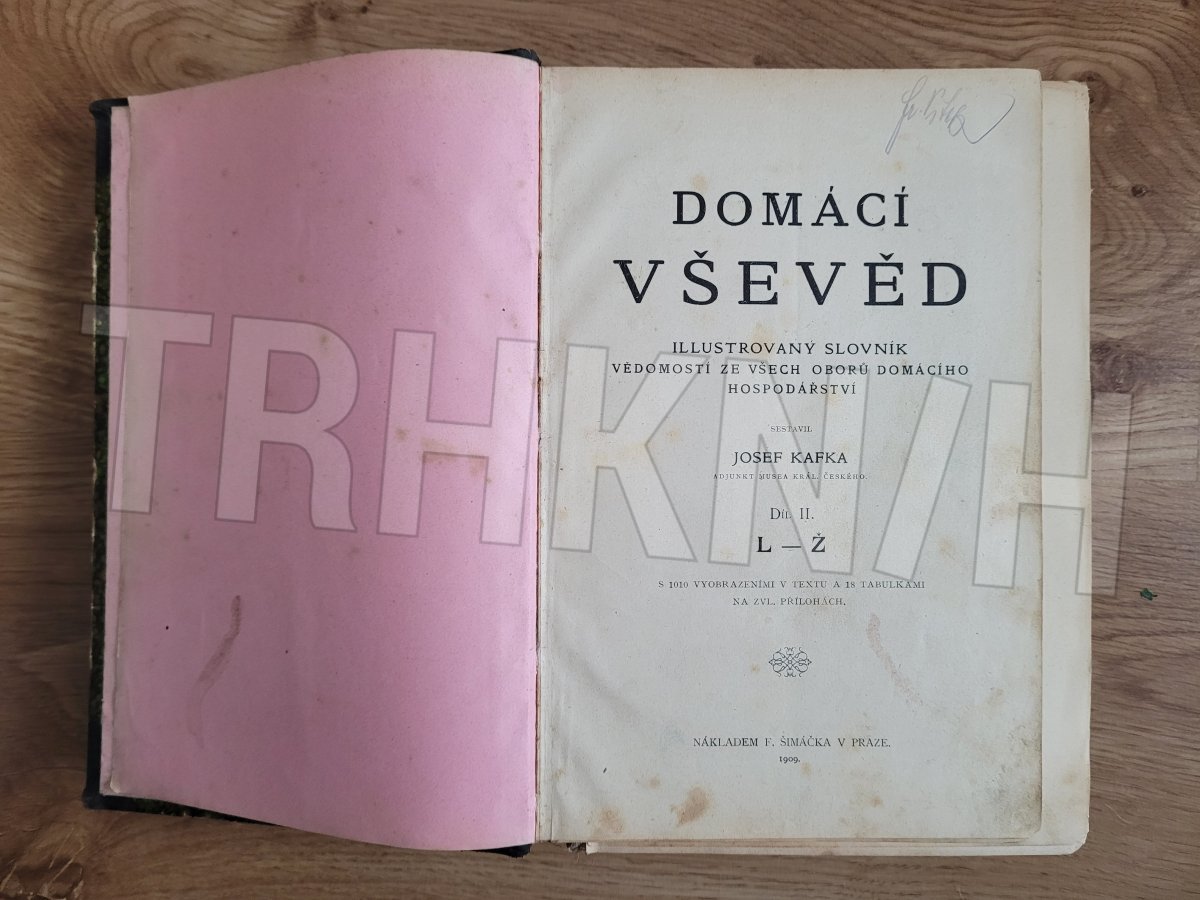 DOMÁCÍ
VŠEVĚD
ILLUSTROVANÝ SLOVNÍK
VĚDOMOSTÍ ZE VŠECH OBORŮ DOMÁCÍHO
HOSPODÁŘSTVÍ
SESTAVIL
JOSEF KAFKA
ADJUNKT MUSEA KRÁL. ČESKÉHO.
DÍL II.
L — Ž
S 1010 VYOBRAZENÍMI V TEXTU A 18 TABULKAMI
NA ZVL. PŘÍLOHÁCH.
NÁKLADEM F. ŠIMÁČKA V PRAZE.
1909.
TRHKNIH